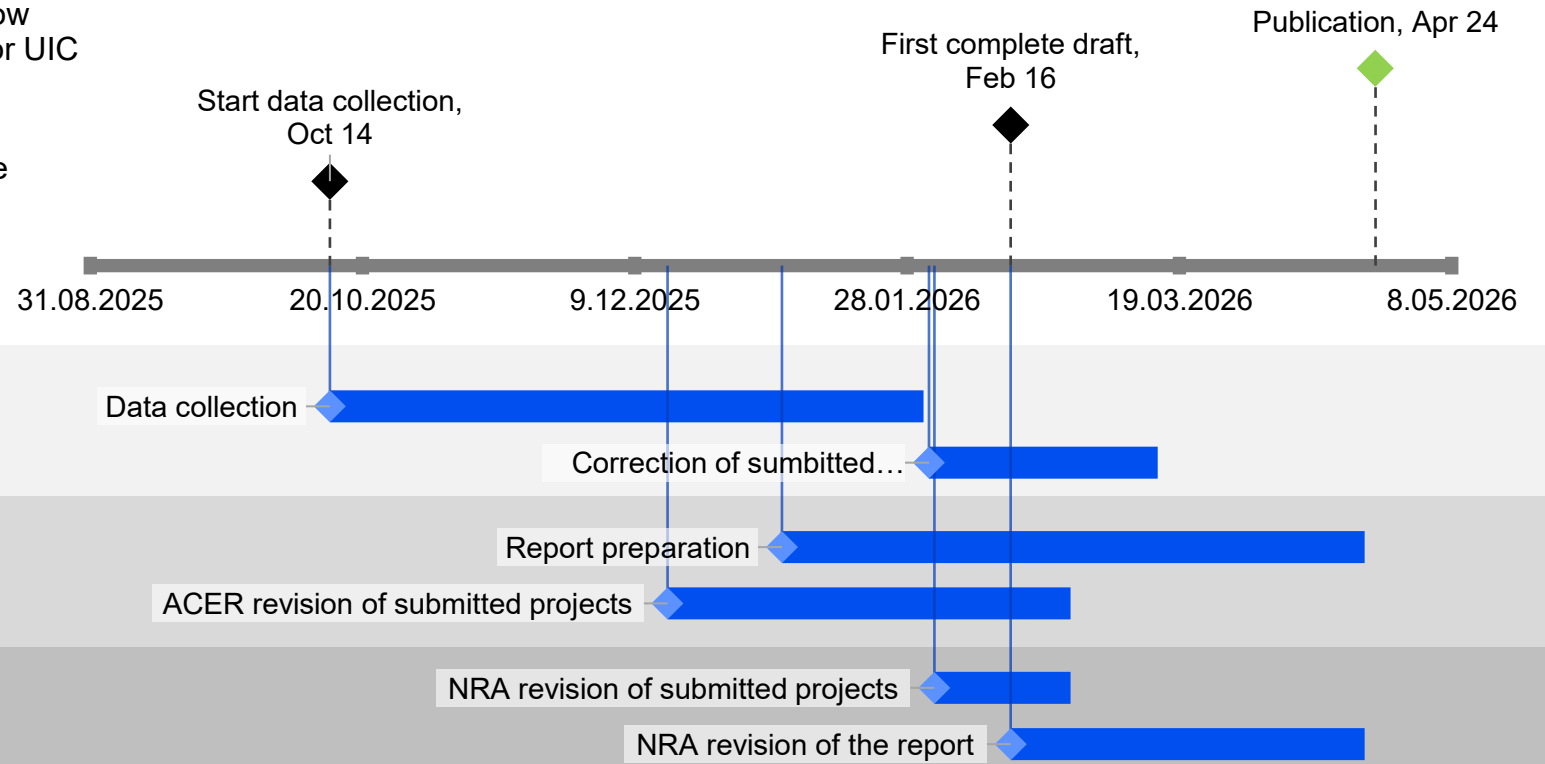 or UIC
Publication, Apr 24
First complete draft,
Feb 16
Start data collection,
Oct 14
31.08.2025
20.10.2025
9.12.2025
28.01.2026
19.03.2026
8.05.2026
Data collection
Correction of sumbitted…
Report preparation
ACER revision of submitted projects
NRA revision of submitted projects
NRA revision of the report